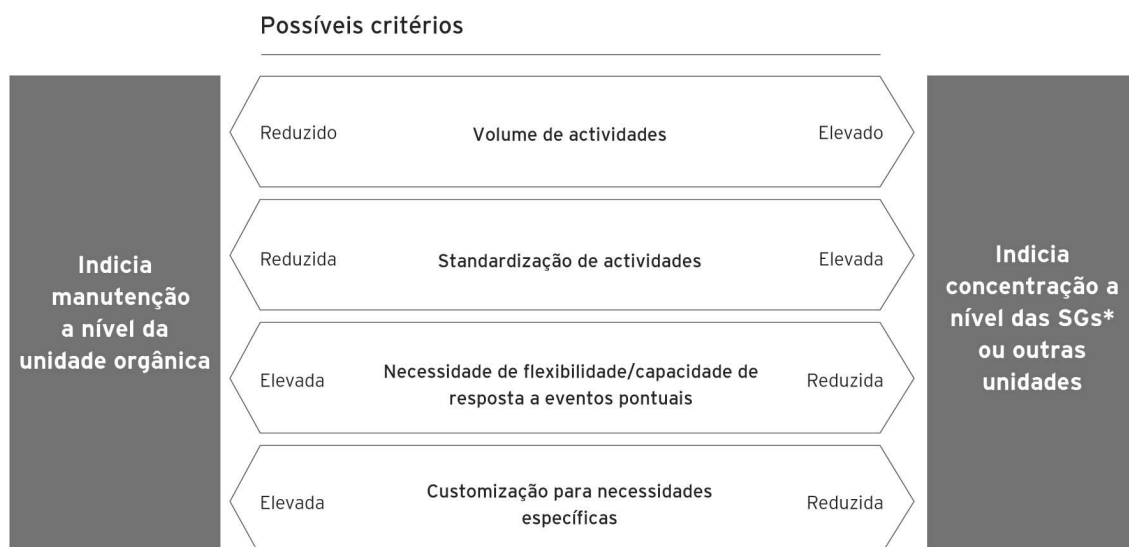 Possíveis critérios
Indicia
manutenção
a nível da
unidade orgânica
Reduzido
Volume de actividades
Elevado
Reduzida
Standardização de actividades
Elevada
Elevada
Necessidade de flexibilidade/capacidade de
resposta a eventos pontuais
Reduzida
Elevada
Customização para necessidades
específicas
Reduzida
Indicia
concentração a
nível das SGs*
ou outras
unidades